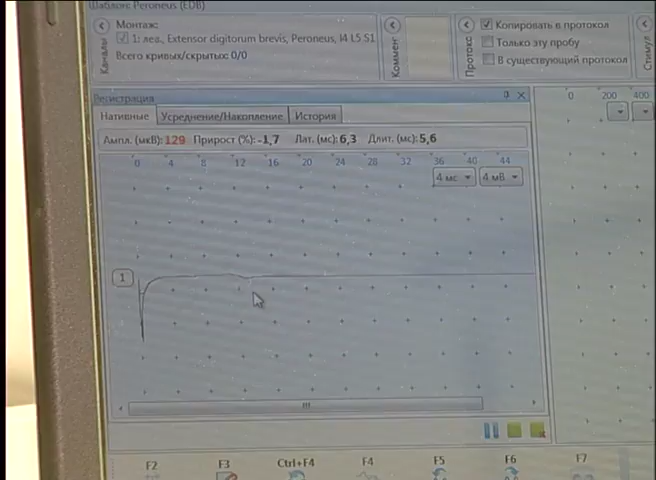 Шаблон: Peroneus (EDB)
Каналы
Монтаж:
1: лев., Extensor digitorum brevis, Peroneus, I4 L5 S1
Всего кривых/скрытых: 0/0
Коммен
Протокс
Копировать в протокол
Только эту пробу
В существующий протокол
Стимул
Регистрация
Нативные Усреднение/Накопление История
Ампл. (мкВ): 129 Прирост (%): -1,7 Лат. (мс): 6,3 Длит. (мс): 5,6
0 4 8 12 16 20 24 28 32 36 40 44
0 200 400
4 мс 4 мВ
1
F2 F3 Ctrl+F4 F4 F5 F6 F7